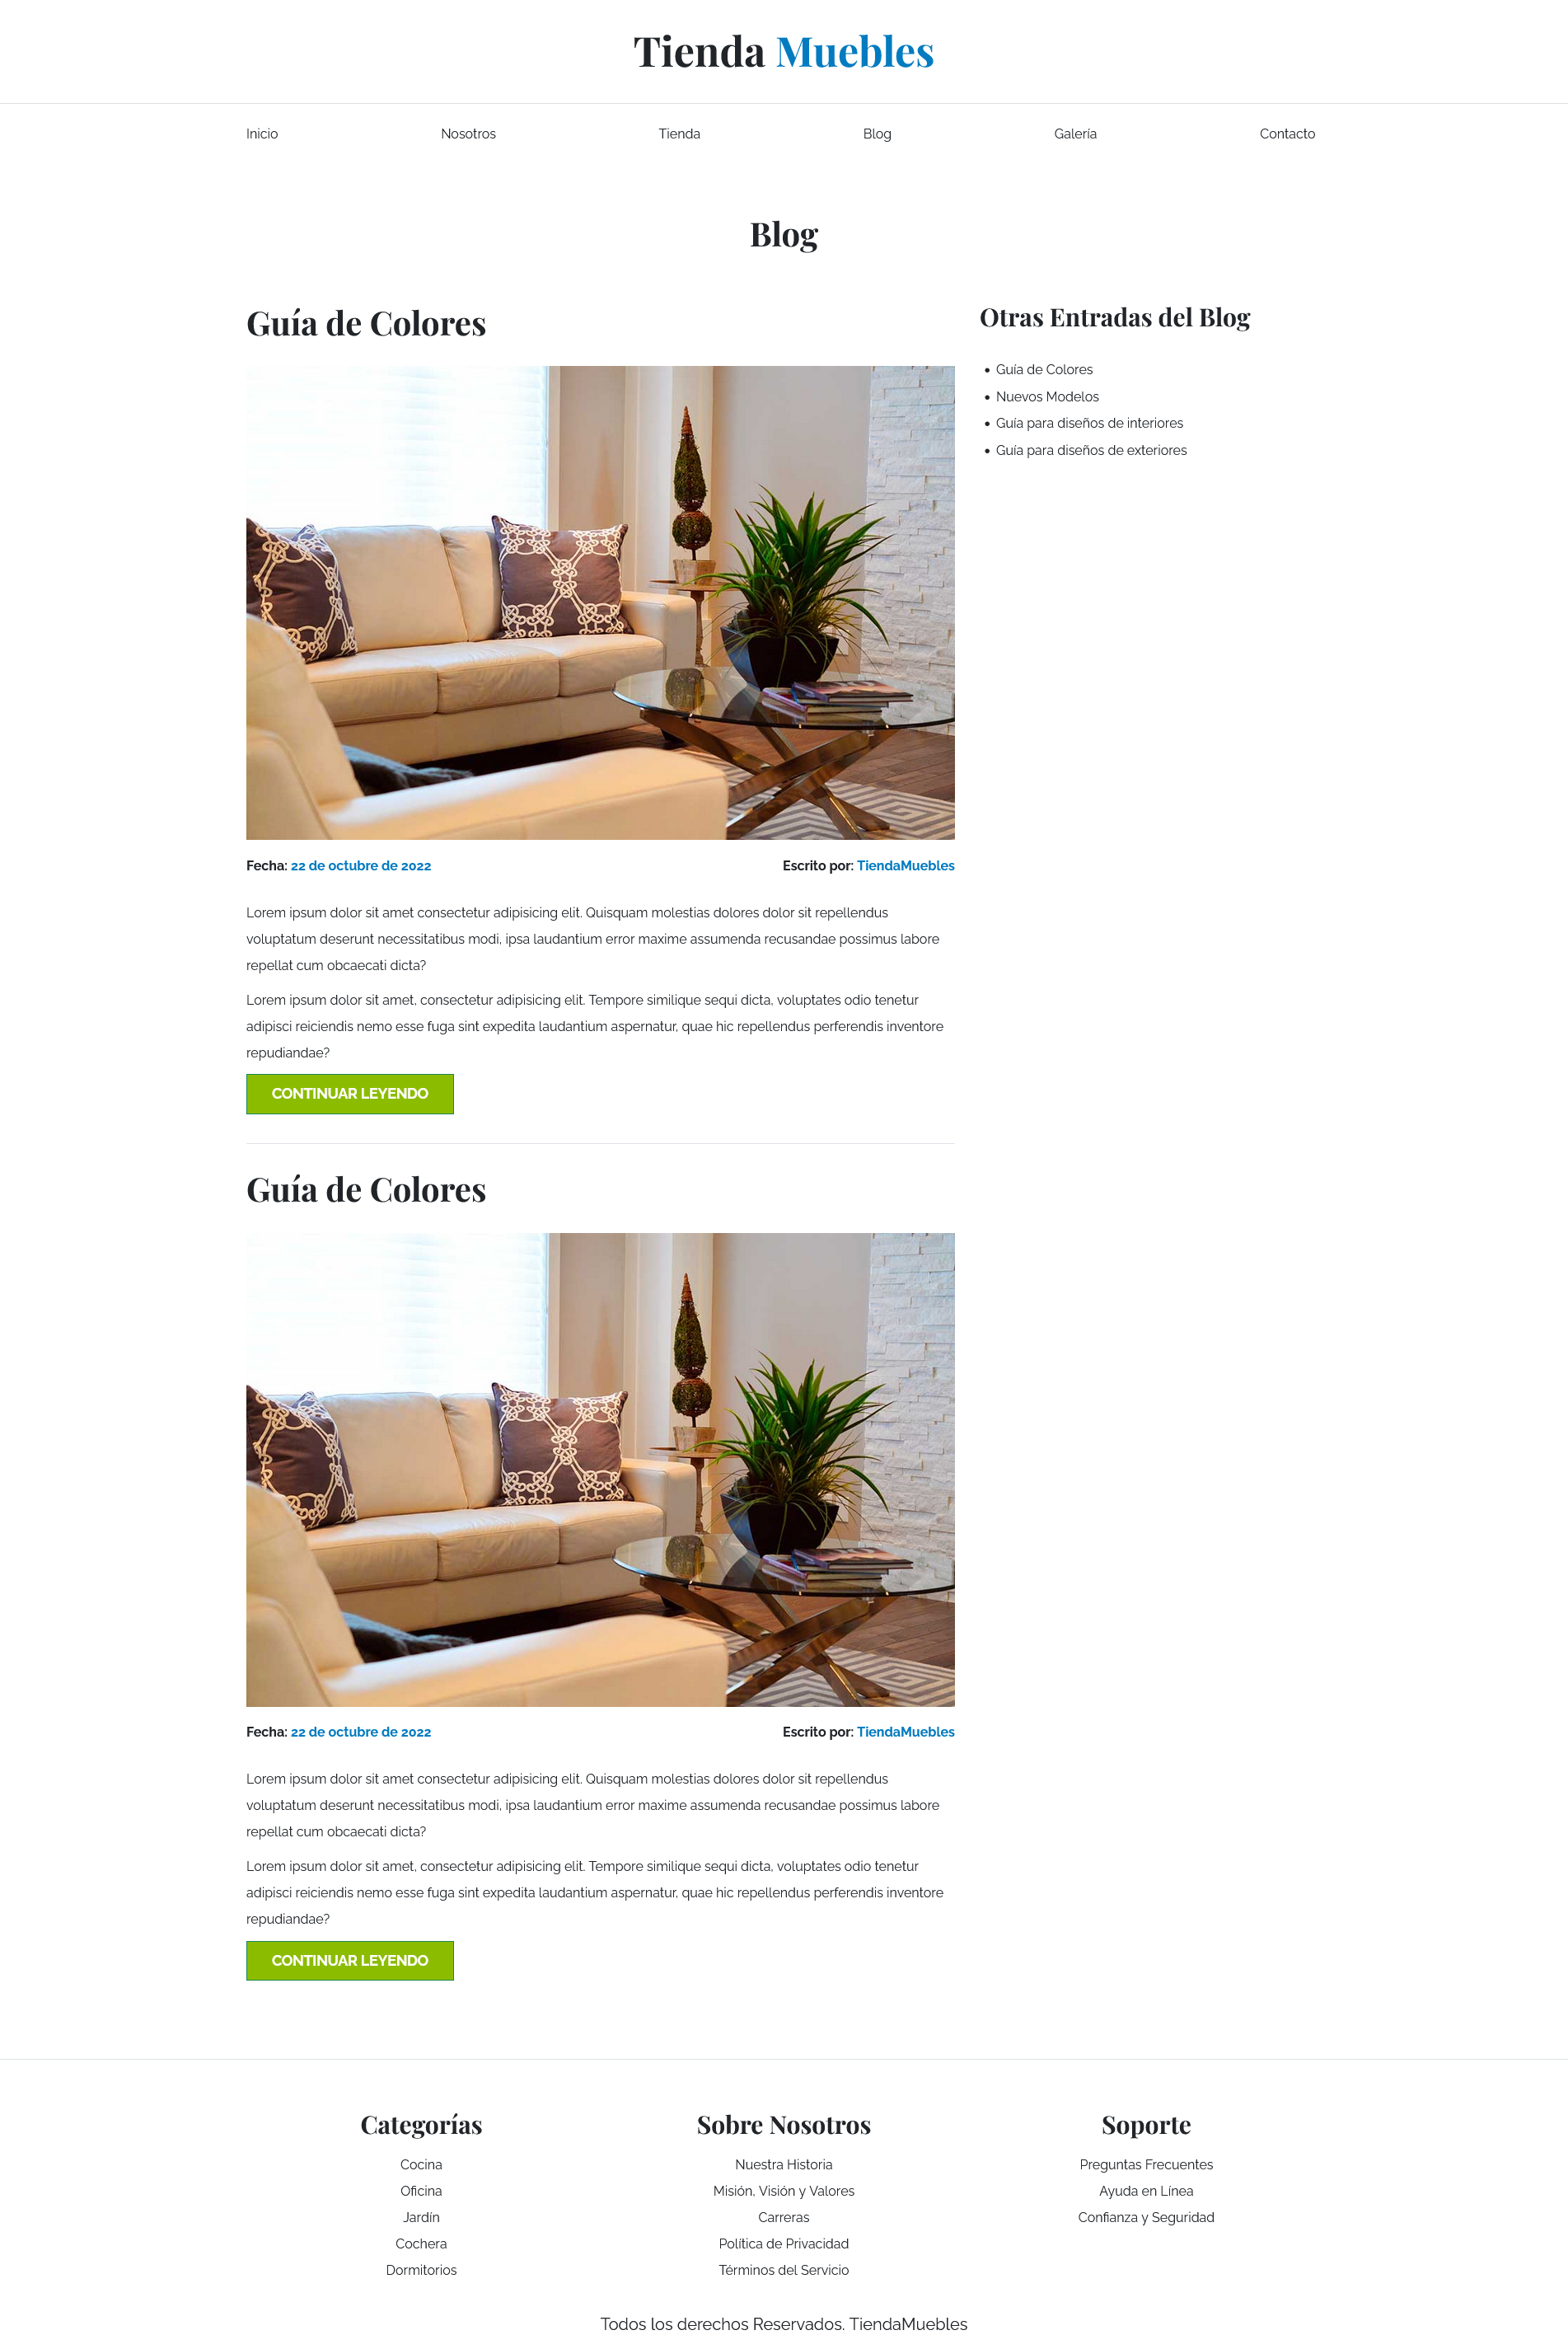 Tienda Muebles
Inicio Nosotros Tienda Blog Galería Contacto
Blog
Guía de Colores
Fecha: 22 de octubre de 2022 Escrito por: TiendaMuebles
Lorem ipsum dolor sit amet consectetur adipisicing elit. Quisquam molestias dolores dolor sit repellendus
voluptatum deserunt necessitatibus modi, ipsa laudantium error maxime assumenda recusandae possimus labore
repellat cum obcaecati dicta?
Lorem ipsum dolor sit amet, consectetur adipisicing elit. Tempore similique sequi dicta, voluptates odio tenetur
adipisci reiciendis nemo esse fuga sint expedita laudantium aspernatur, quae hic repellendus perferendis inventore
repudiandae?
CONTINUAR LEYENDO
Guía de Colores
Fecha: 22 de octubre de 2022 Escrito por: TiendaMuebles
Lorem ipsum dolor sit amet consectetur adipisicing elit. Quisquam molestias dolores dolor sit repellendus
voluptatum deserunt necessitatibus modi, ipsa laudantium error maxime assumenda recusandae possimus labore
repellat cum obcaecati dicta?
Lorem ipsum dolor sit amet, consectetur adipisicing elit. Tempore similique sequi dicta, voluptates odio tenetur
adipisci reiciendis nemo esse fuga sint expedita laudantium aspernatur, quae hic repellendus perferendis inventore
repudiandae?
CONTINUAR LEYENDO
Otras Entradas del Blog
• Guía de Colores
• Nuevos Modelos
• Guía para diseños de interiores
• Guía para diseños de exteriores
Categorías
Cocina
Oficina
Jardín
Cochera
Dormitorios
Sobre Nosotros
Nuestra Historia
Misión, Visión y Valores
Carreras
Política de Privacidad
Términos del Servicio
Soporte
Preguntas Frecuentes
Ayuda en Línea
Confianza y Seguridad
Todos los derechos Reservados. TiendaMuebles